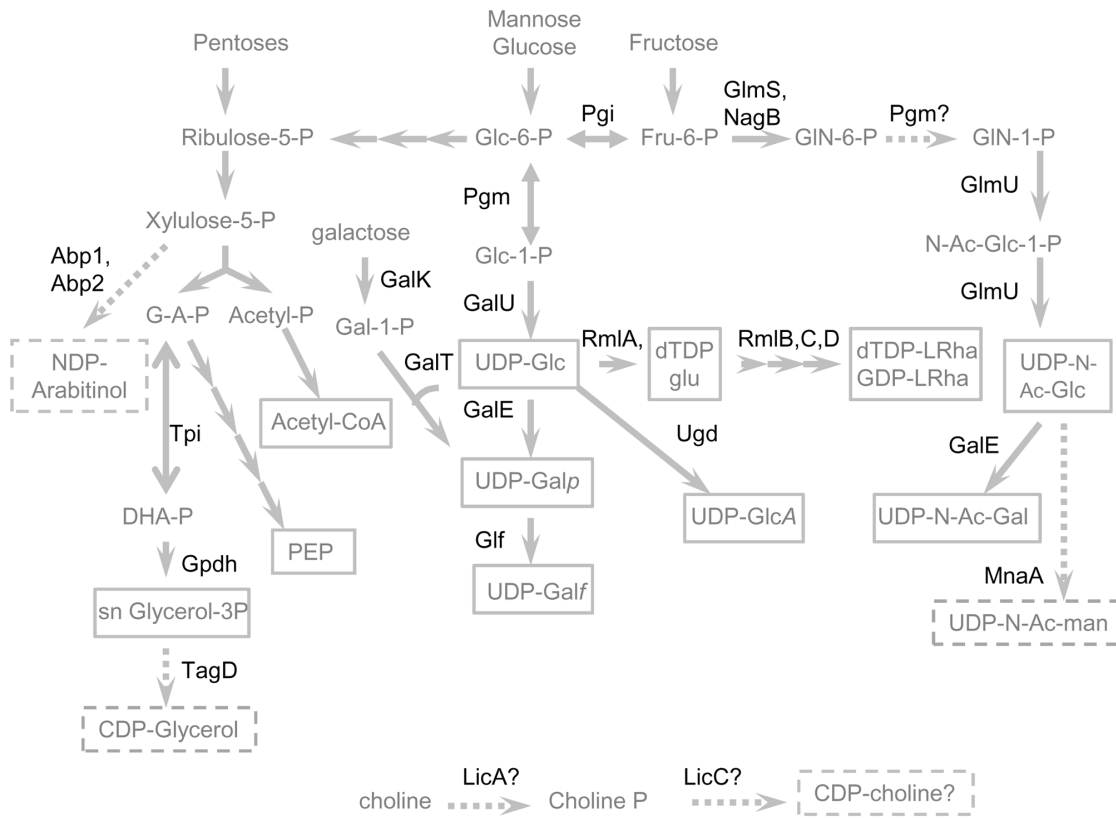 Mannose
Glucose
Pentoses
Fructose
GlmS,
NagB
Pgi
Pgm?
Ribulose-5-P
Glc-6-P
Fru-6-P
GlN-6-P
GlN-1-P
Pgm
GlmU
Xylulose-5-P
galactose
N-Ac-Glc-1-P
Abp1,
Abp2
Glc-1-P
GalK
GalU
GlmU
G-A-P
Acetyl-P
Gal-1-P
RmlA,
RmlB,C,D
NDP-
Arabitinol
GalT
UDP-Glc
dTDP
glu
dTDP-LRha
GDP-LRha
UDP-N-
Ac-Glc
Acetyl-CoA
GalE
Ugd
GalE
Tpi
UDP-Galp
DHA-P
UDP-GlcA
UDP-N-Ac-Gal
PEP
Glf
Gpdh
UDP-Galf
MnaA
sn Glycerol-3P
UDP-N-Ac-man
TagD
CDP-Glycerol
LicA?
LicC?
choline
Choline P
CDP-choline?